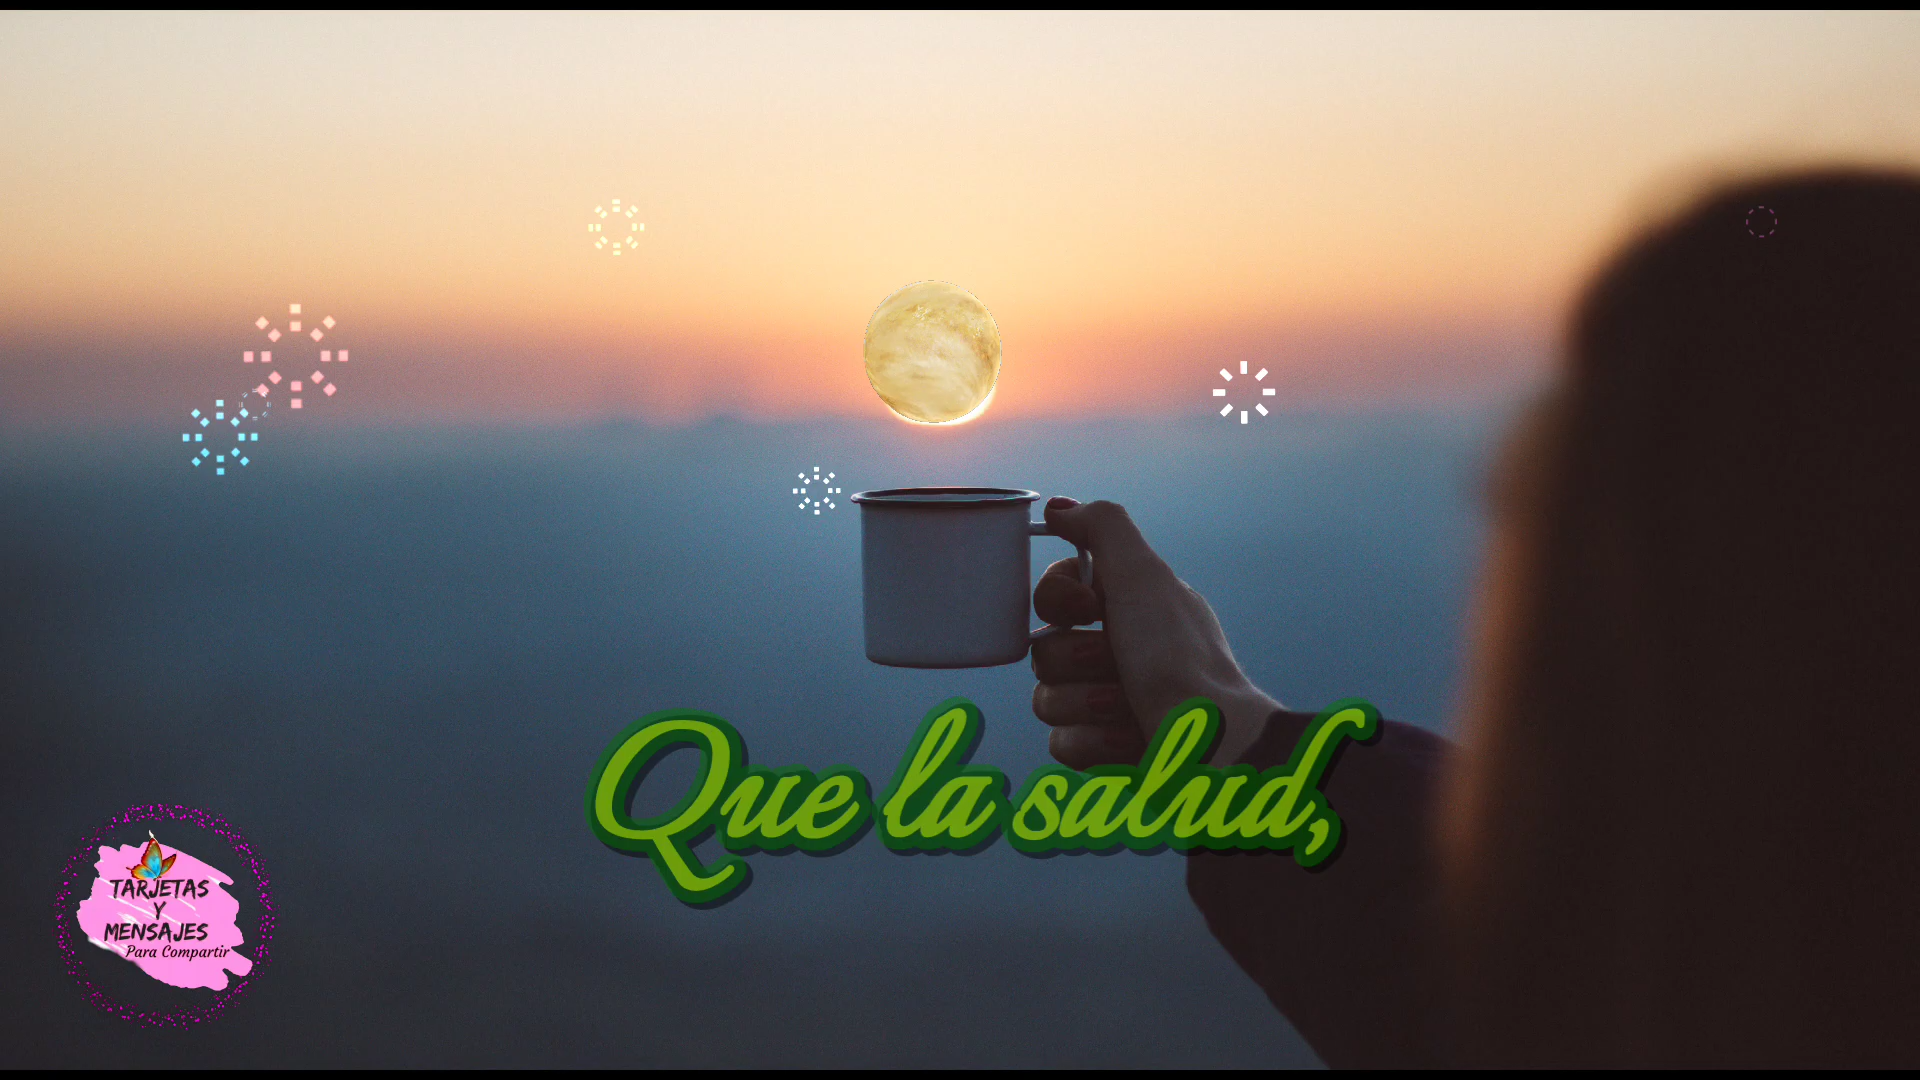 Que la salud,
TARJETAS
Y
MENSAJES
Para Compartir